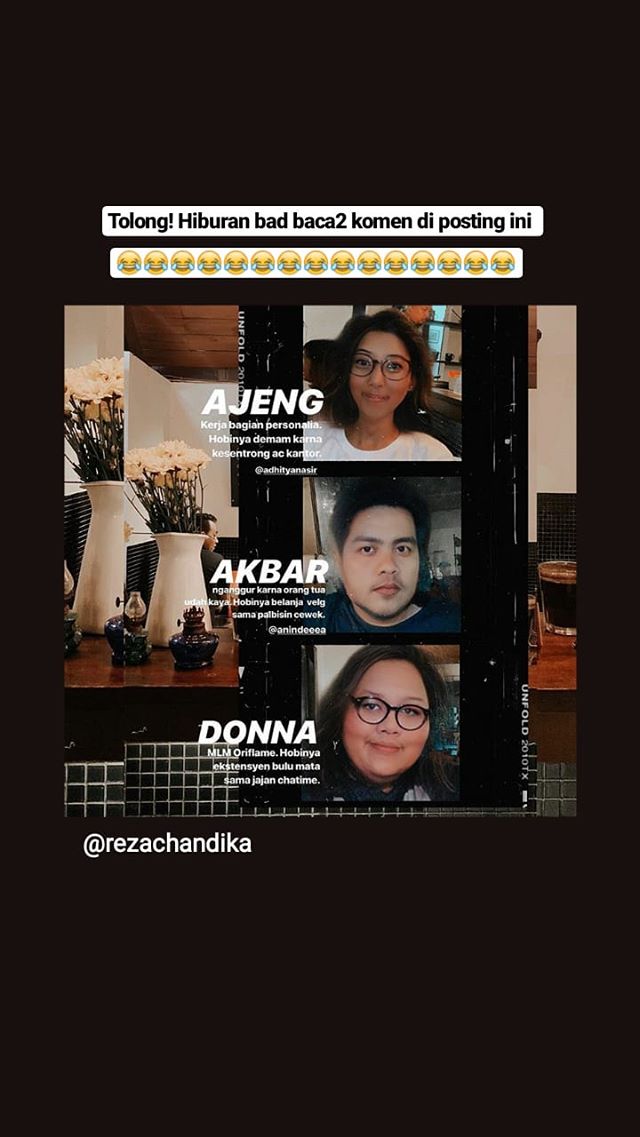 Tolong! Hiburan bad baca2 komen di posting ini
😂😂😂😂😂😂😂😂😂😂😂😂😂😂😂
UNFOLD 2010TX
AJENG
Kerja bagian personalia.
Hobinya demam karna
kesentrong ac kantor.
@adhityanasir
AKBAR
nganggur karna orang tua
udah kaya. Hobinya belanja velg
sama palbisin cewek.
@anindeeea
DONNA
MLM Oriflame. Hobinya
ekstensyen bulu mata
sama jajan chatime.
UNFOLD 2010TX
@rezachandika